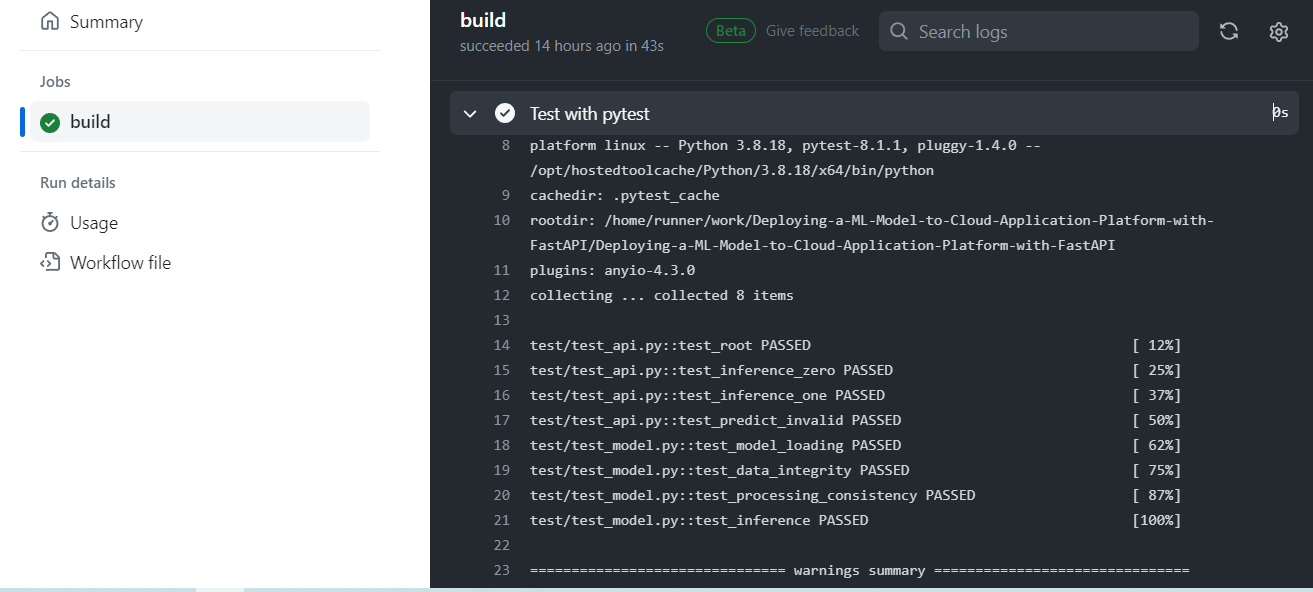 Summary
Jobs
build
Run details
Usage
Workflow file
build
succeeded 14 hours ago in 43s
Beta Give feedback
Search logs
Test with pytest 0s
8 platform linux -- Python 3.8.18, pytest-8.1.1, pluggy-1.4.0 --
/opt/hostedtoolcache/Python/3.8.18/x64/bin/python
9 cachedir: .pytest_cache
10 rootdir: /home/runner/work/Deploying-a-ML-Model-to-Cloud-Application-Platform-with-
FastAPI/Deploying-a-ML-Model-to-Cloud-Application-Platform-with-FastAPI
11 plugins: anyio-4.3.0
12 collecting ... collected 8 items
13
14 test/test_api.py::test_root PASSED [ 12%]
15 test/test_api.py::test_inference_zero PASSED [ 25%]
16 test/test_api.py::test_inference_one PASSED [ 37%]
17 test/test_api.py::test_predict_invalid PASSED [ 50%]
18 test/test_model.py::test_model_loading PASSED [ 62%]
19 test/test_model.py::test_data_integrity PASSED [ 75%]
20 test/test_model.py::test_processing_consistency PASSED [ 87%]
21 test/test_model.py::test_inference PASSED [100%]
22
23 =============================== warnings summary ===============================